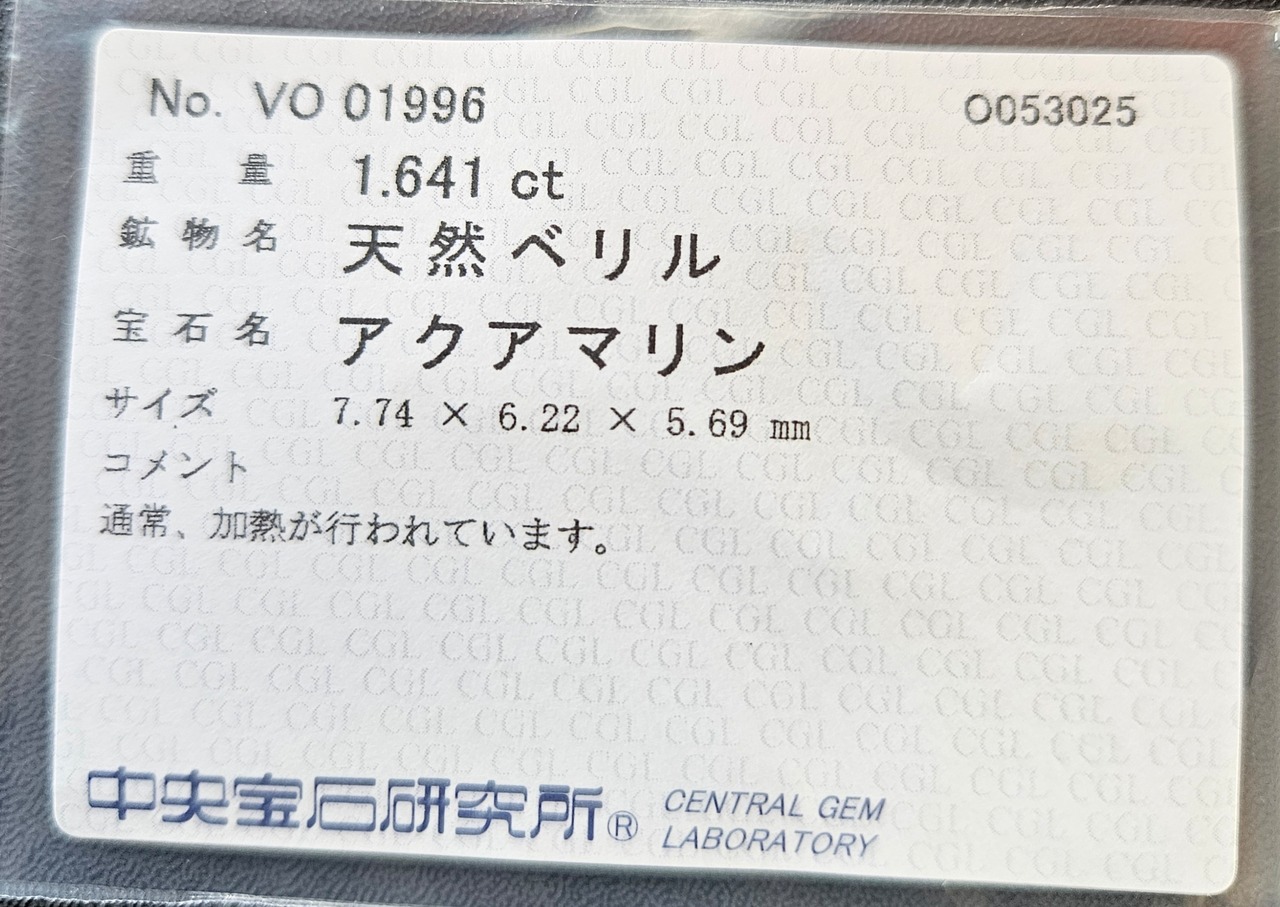 No. VO 01996 O053025
重量 1.641 ct
鉱物名 天然ベリル
宝石名 アクアマリン
サイズ 7.74 × 6.22 × 5.69 mm
コメント
通常、加熱が行われています。
中央宝石研究所® CENTRAL GEM
LABORATORY